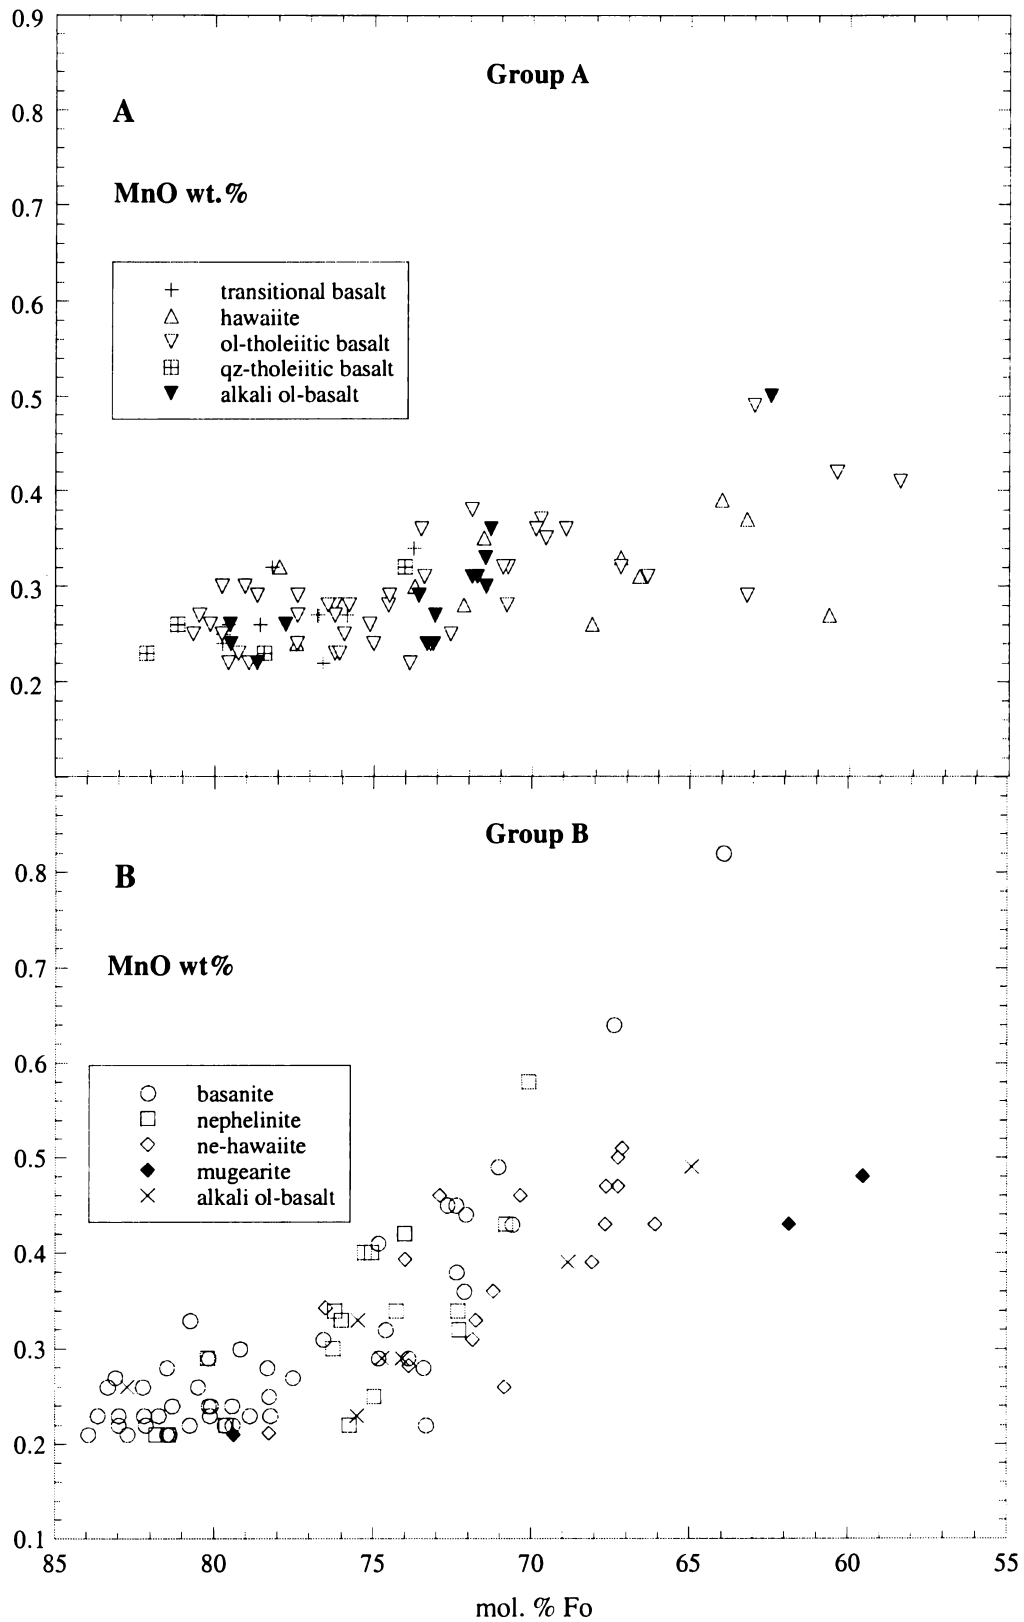 0.9
Group A
0.8
A
MnO wt.%
0.7
0.6
transitional basalt
hawaiite
ol-tholeiitic basalt
qz-tholeiitic basalt
alkali ol-basalt
0.5
0.4
0.3
0.2
Group B
0.8
B
MnO wt%
0.7
0.6
basanite
nephelinite
ne-hawaiite
mugearite
alkali ol-basalt
0.5
0.4
0.3
0.2
0.1
85 80 75 70 65 60 55
mol. % Fo